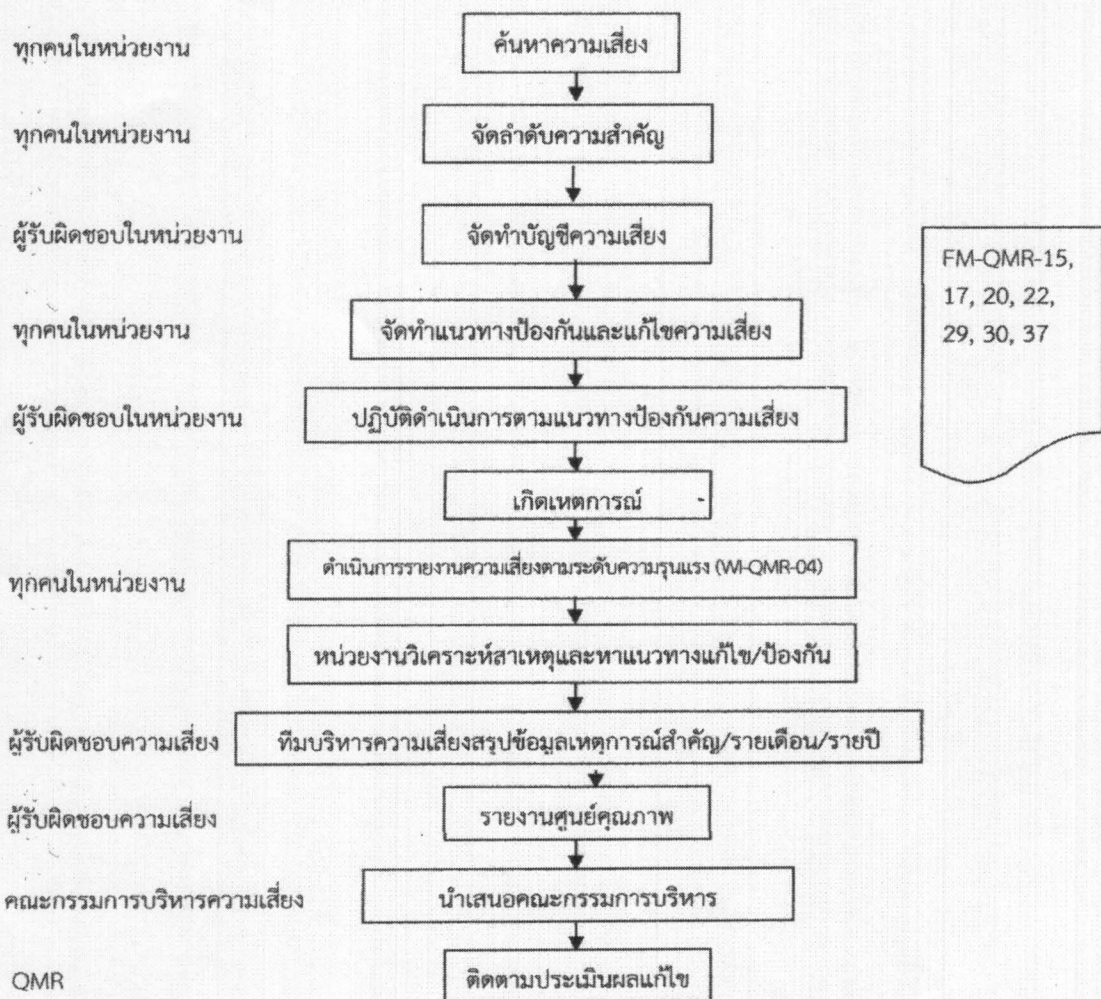 ทุกคนในหน่วยงาน
ค้นหาความเสี่ยง
ทุกคนในหน่วยงาน
จัดลำดับความสำคัญ
ผู้รับผิดชอบในหน่วยงาน
จัดทำบัญชีความเสี่ยง
FM-QMR-15,
17, 20, 22,
29, 30, 37
ทุกคนในหน่วยงาน
จัดทำแนวทางป้องกันและแก้ไขความเสี่ยง
ผู้รับผิดชอบในหน่วยงาน
ปฏิบัติดำเนินการตามแนวทางป้องกันความเสี่ยง
เกิดเหตการณ์
ทุกคนในหน่วยงาน
ดำเนินการรายงานความเสี่ยงตามระดับความรุนแรง (WI-QMR-04)
หน่วยงานวิเคราะห์สาเหตุและหาแนวทางแก้ไข/ป้องกัน
ผู้รับผิดชอบความเสี่ยง
ทีมบริหารความเสี่ยงสรุปข้อมูลเหตุการณ์สำคัญ/รายเดือน/รายปี
ผู้รับผิดชอบความเสี่ยง
รายงานศูนย์คุณภาพ
คณะกรรมการบริหารความเสี่ยง
นำเสนอคณะกรรมการบริหาร
QMR
ติดตามประเมินผลแก้ไข